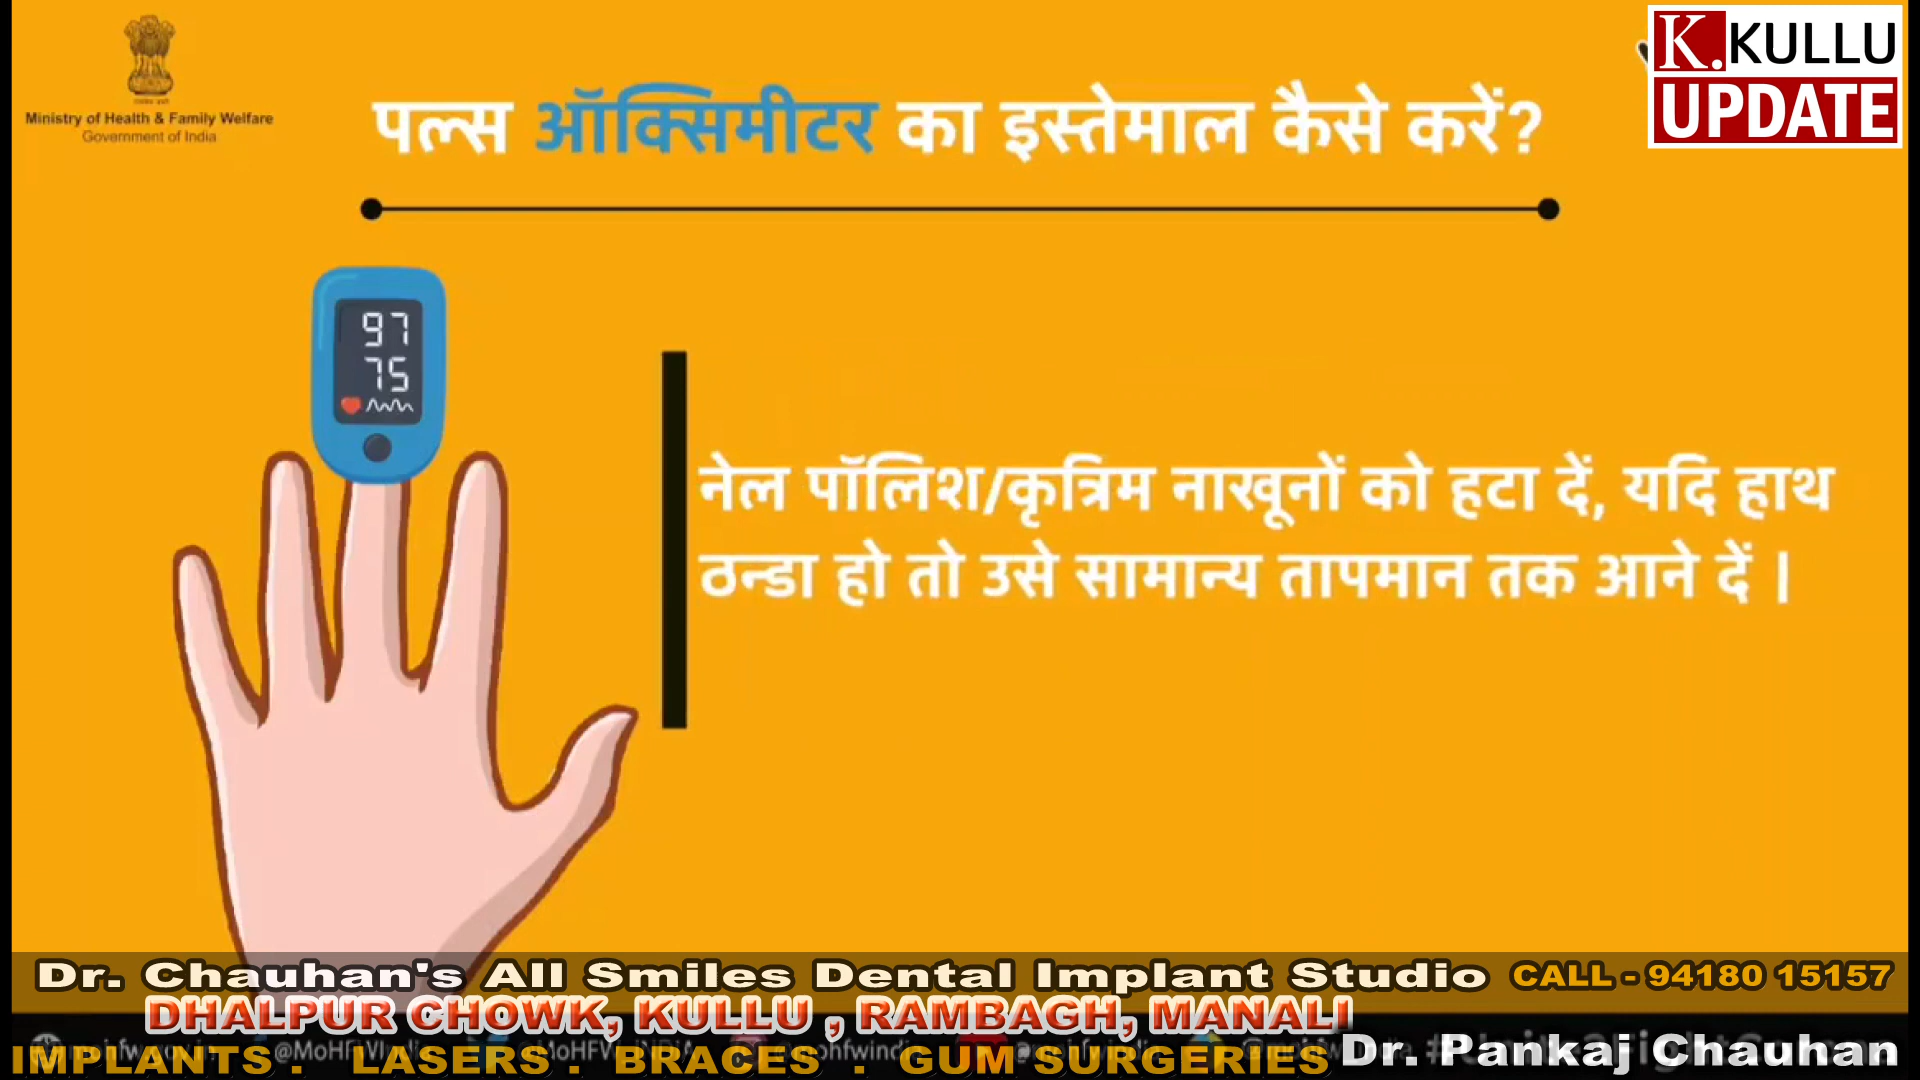 Ministry of Health & Family Welfare
Government of India
पल्स ऑक्सिमीटर का इस्तेमाल कैसे करें?
K.KULLU
UPDATE
97
75
नेल पॉलिश/कृत्रिम नाखूनों को हटा दें, यदि हाथ
ठन्डा हो तो उसे सामान्य तापमान तक आने दें |
Dr. Chauhan's All Smiles Dental Implant Studio CALL - 94180 15157
DHALPUR CHOWK, KULLU , RAMBAGH, MANALI
IMPLANTS . LASERS . BRACES . GUM SURGERIES Dr. Pankaj Chauhan